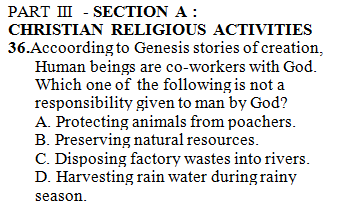 PART III - SECTION A :
CHRISTIAN RELIGIOUS ACTIVITIES
36.Accoording to Genesis stories of creation,
Human beings are co-workers with God.
Which one of the following is not a
responsibility given to man by God?
A. Protecting animals from poachers.
B. Preserving natural resources.
C. Disposing factory wastes into rivers.
D. Harvesting rain water during rainy
season.